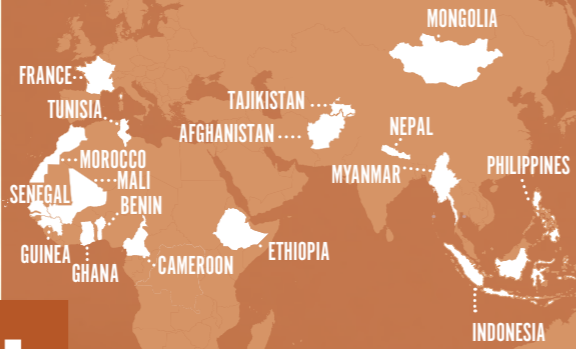 MONGOLIA
FRANCE
TUNISIA
TAJIKISTAN
AFGHANISTAN
NEPAL
MOROCCO
MALI
MYANMAR
PHILIPPINES
SENEGAL
BENIN
GUINEA
GHANA
CAMEROON
ETHIOPIA
INDONESIA